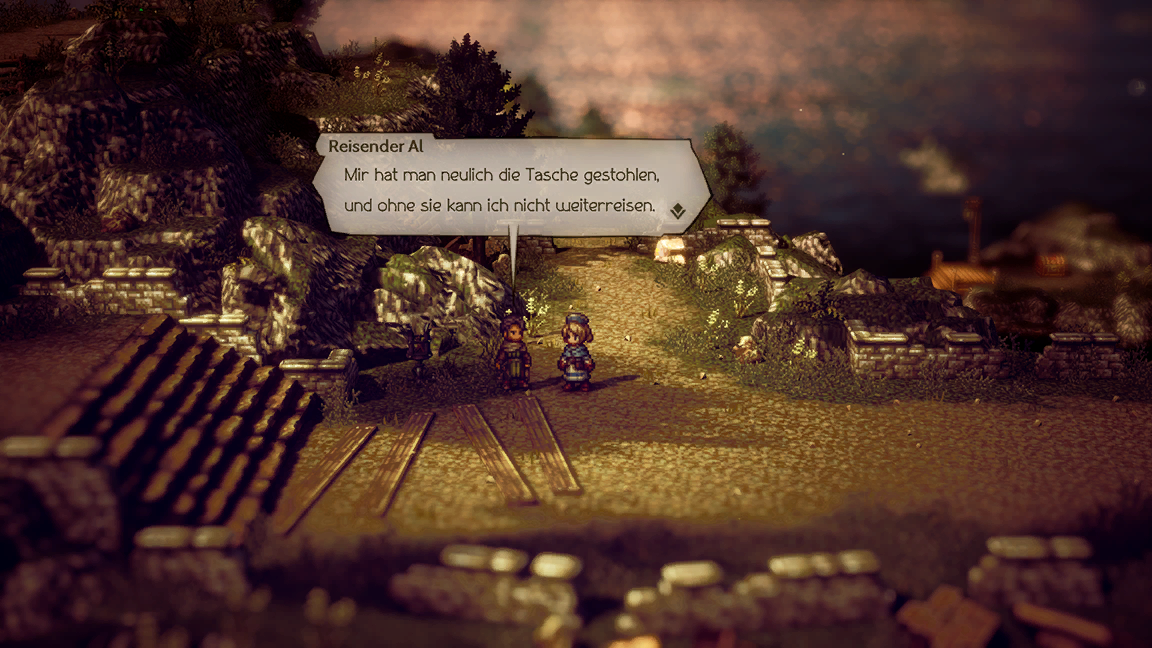 Reisender Al
Mir hat man neulich die Tasche gestohlen,
und ohne sie kann ich nicht weiterreisen.